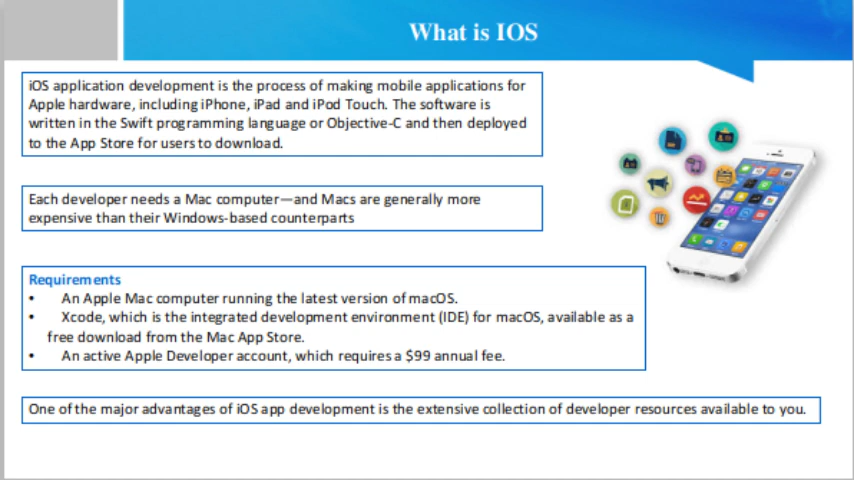 What is IOS
iOS application development is the process of making mobile applications for
Apple hardware, including iPhone, iPad and iPod Touch. The software is
written in the Swift programming language or Objective-C and then deployed
to the App Store for users to download.
Each developer needs a Mac computer—and Macs are generally more
expensive than their Windows-based counterparts
Requirements
• An Apple Mac computer running the latest version of macOS.
• Xcode, which is the integrated development environment (IDE) for macOS, available as a
free download from the Mac App Store.
• An active Apple Developer account, which requires a $99 annual fee.
One of the major advantages of iOS app development is the extensive collection of developer resources available to you.